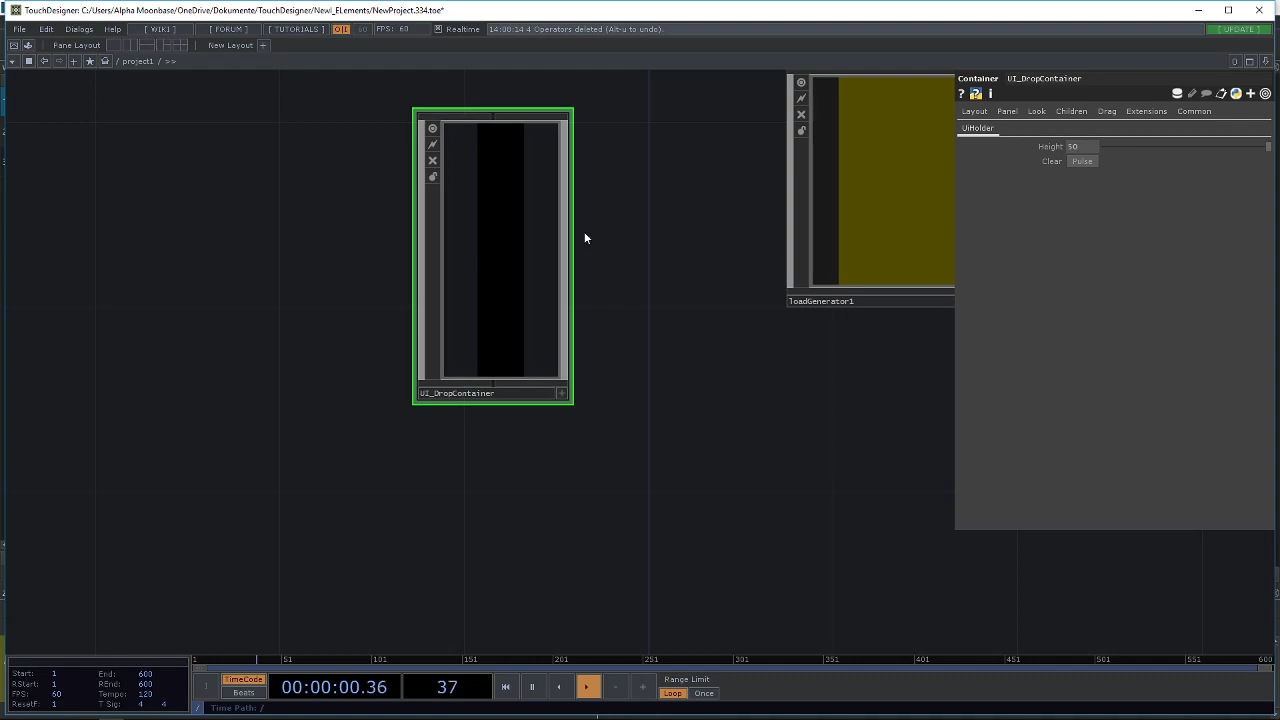 TouchDesigner: C:/Users/Alpha Moonbase/OneDrive/Dokumente/TouchDesigner/NewI_ELements/NewProject.334.toe*
File Edit Dialogs Help [ WIKI ] [ FORUM ] [ TUTORIALS ] OIL 60 FPS: 60 Realtime 14:08:14 4 Operators deleted (Alt-u to undo). [ UPDATE ]
Pane Layout New Layout +
/ project1 / >>
Container UI_DropContainer
Layout Panel Look Children Drag Extensions Common
UiHolder
Height 50
Clear Pulse
loadGenerator1
UI_DropContainer
1 51 101 151 201 251 301 351 401 451 501 551 600
Start: 1 End: 600
RStart: 1 REnd: 600
FPS: 60 Tempo: 120
ResetF: 1 T Sig: 4 4
TimeCode
Beats
00:00:00.36
37
Range Limit
Loop Once
/ Time Path: /